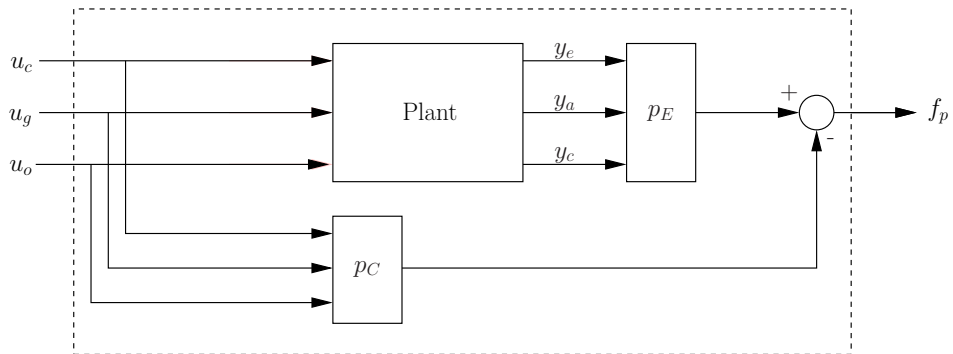 u_c
u_g
u_o
Plant
y_e
y_a
y_c
p_E
+
-
f_p
p_C